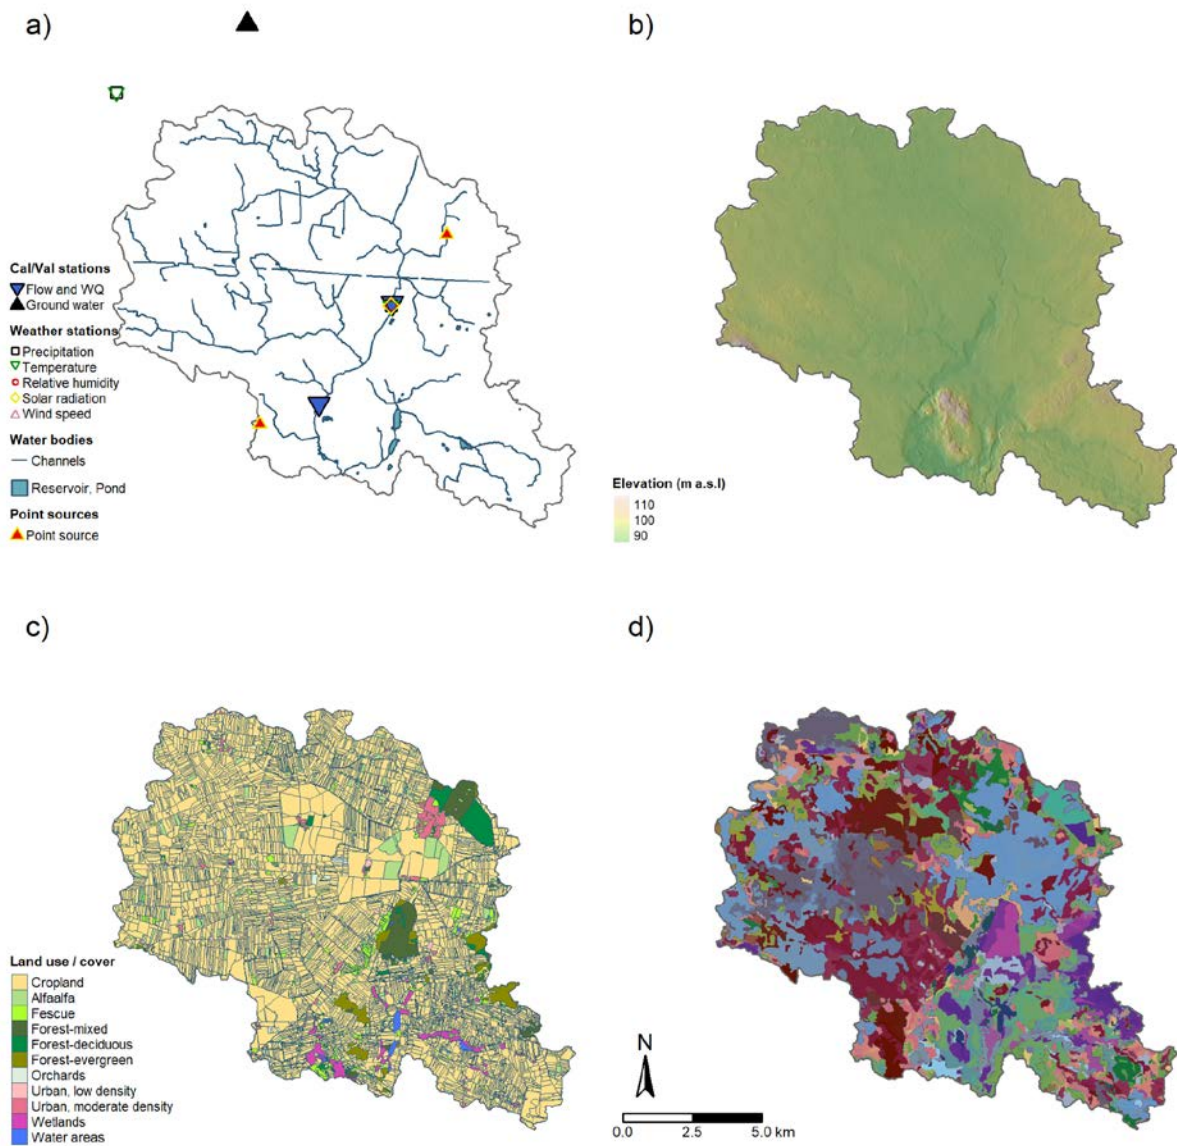 a)
b)
Cal/Val stations
Flow and WQ
Ground water
Weather stations
Precipitation
Temperature
Relative humidity
Solar radiation
Wind speed
Water bodies
Channels
Reservoir, Pond
Point sources
Point source
Elevation (m a.s.l)
110
100
90
c)
d)
Land use / cover
Cropland
Alfaalfa
Fescue
Forest-mixed
Forest-deciduous
Forest-evergreen
Orchards
Urban, low density
Urban, moderate density
Wetlands
Water areas
N
0.0 2.5 5.0 km